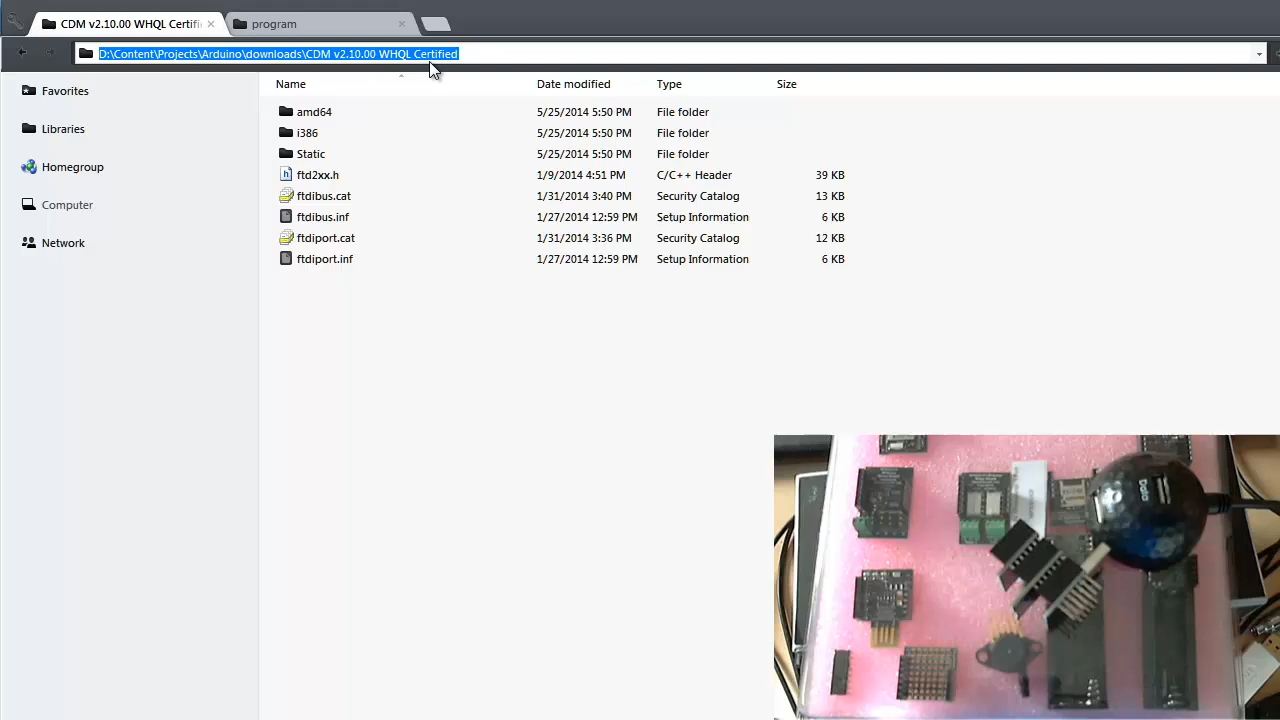 CDM v2.10.00 WHQL Certifi
program
D:\Content\Projects\Arduino\downloads\CDM v2.10.00 WHQL Certified
Favorites
Libraries
Homegroup
Computer
Network
Name Date modified Type Size
amd64 5/25/2014 5:50 PM File folder
i386 5/25/2014 5:50 PM File folder
Static 5/25/2014 5:50 PM File folder
ftd2xx.h 1/9/2014 4:51 PM C/C++ Header 39 KB
ftdibus.cat 1/31/2014 3:40 PM Security Catalog 13 KB
ftdibus.inf 1/27/2014 12:59 PM Setup Information 6 KB
ftdiport.cat 1/31/2014 3:36 PM Security Catalog 12 KB
ftdiport.inf 1/27/2014 12:59 PM Setup Information 6 KB
Data